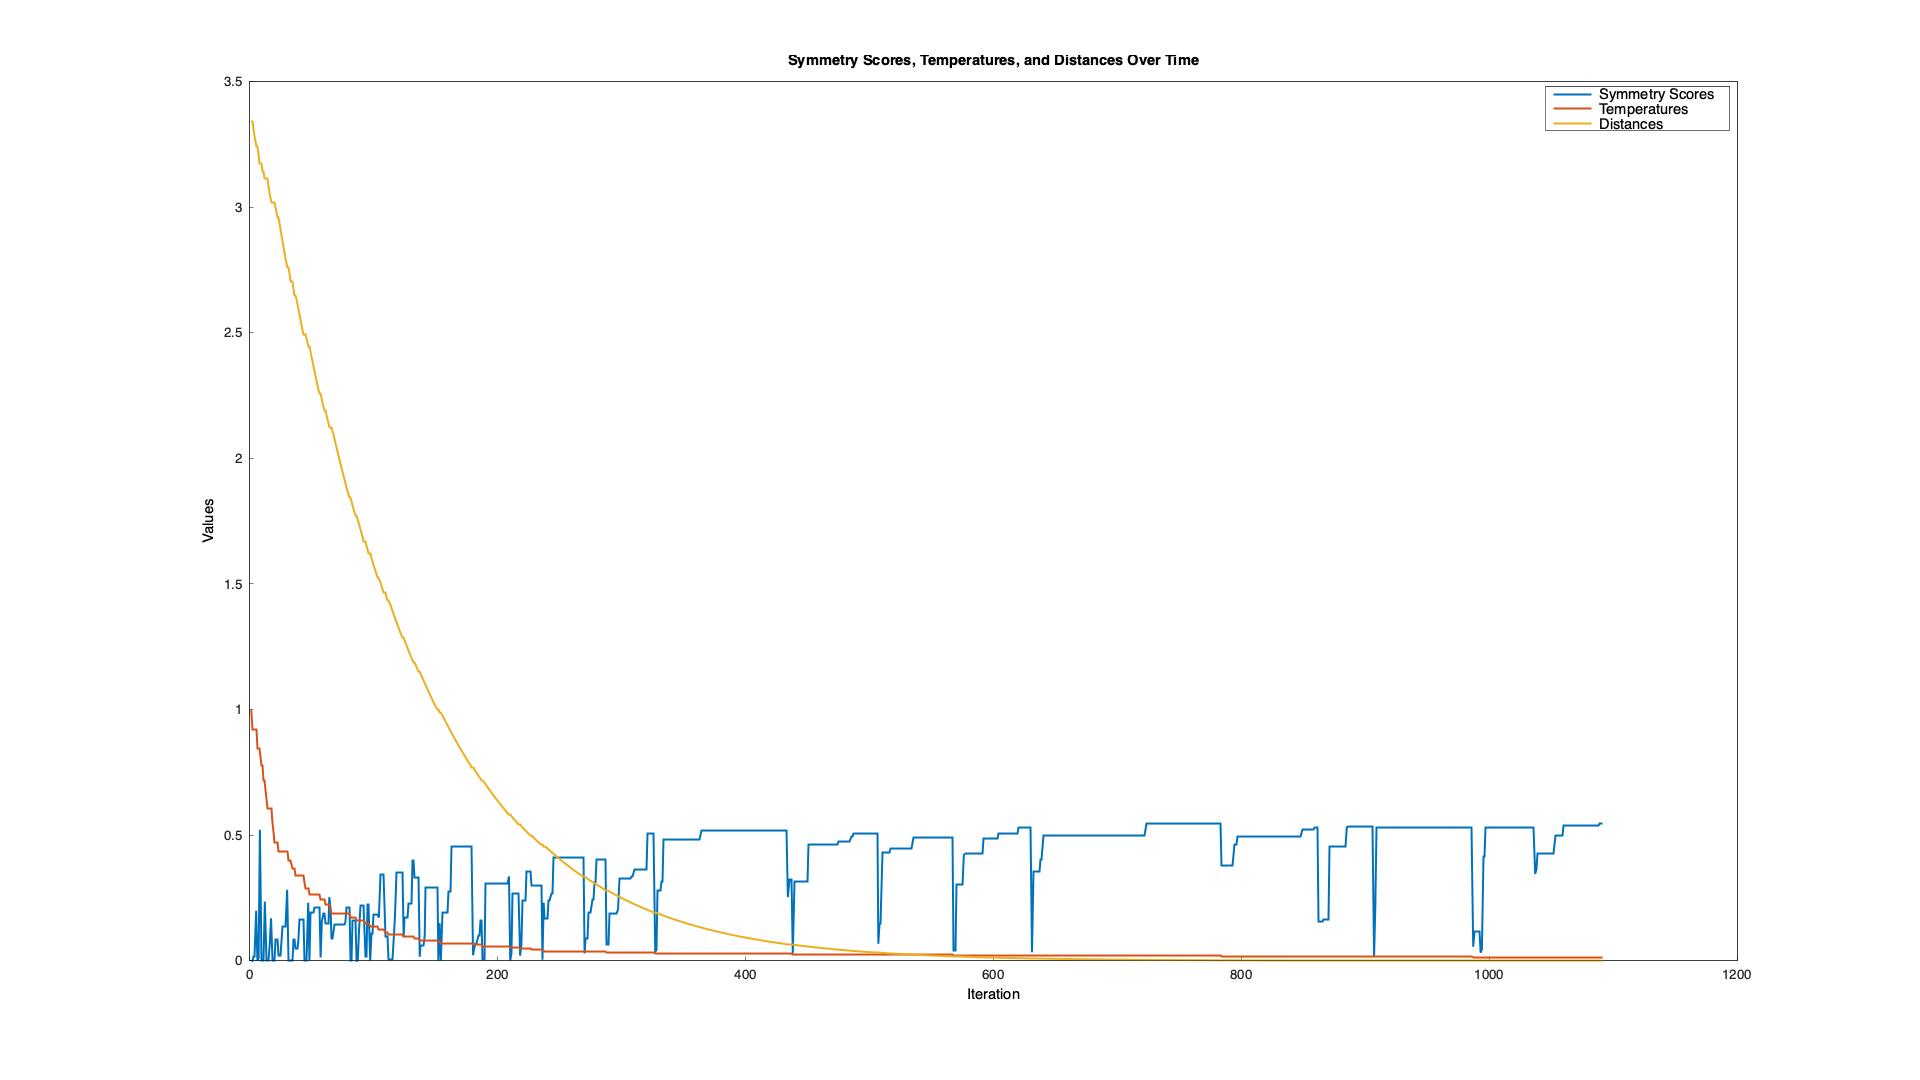 Symmetry Scores, Temperatures, and Distances Over Time
3.5
3
2.5
2
1.5
1
0.5
0
Values
Symmetry Scores
Temperatures
Distances
0 200 400 600 800 1000 1200
Iteration